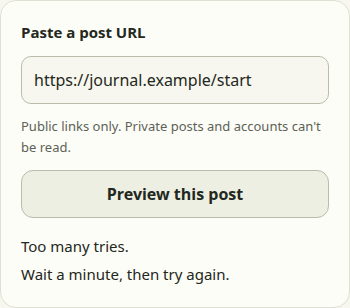 Paste a post URL
https://journal.example/start
Public links only. Private posts and accounts can't
be read.
Preview this post
Too many tries.
Wait a minute, then try again.